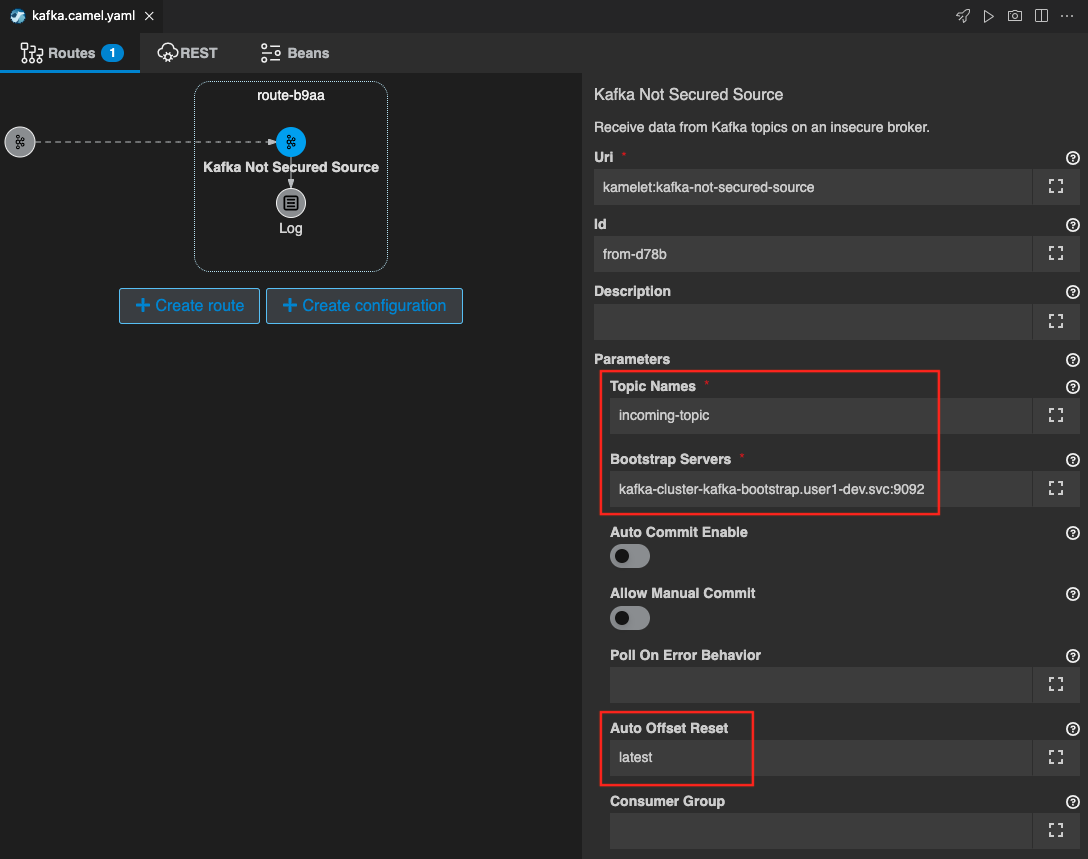 kafka.camel.yaml
Routes 1 REST Beans
route-b9aa
Kafka Not Secured Source
Log
Create route Create configuration
Kafka Not Secured Source
Receive data from Kafka topics on an insecure broker.
Uri *
kamelet:kafka-not-secured-source
Id
from-d78b
Description
Parameters
Topic Names *
incoming-topic
Bootstrap Servers *
kafka-cluster-kafka-bootstrap.user1-dev.svc:9092
Auto Commit Enable
Allow Manual Commit
Poll On Error Behavior
Auto Offset Reset
latest
Consumer Group